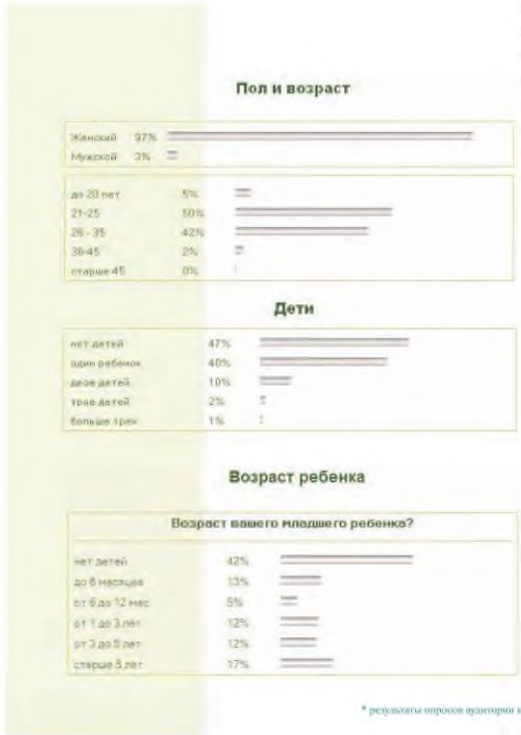 Пол и возраст
Женский 97%
Мужской 3%
до 20 лет 5%
21-25 50%
26 - 35 42%
36-45 2%
старше 45 0%
Дети
нет детей 47%
один ребенок 40%
двое детей 10%
трое детей 2%
больше трех 1%
Возраст ребенка
Возраст вашего младшего ребенка?
нет детей 42%
до 6 месяцев 13%
от 6 до 12 мес 5%
от 1 до 3 лет 12%
от 3 до 5 лет 12%
старше 5 лет 17%
* результаты опросов аудитории